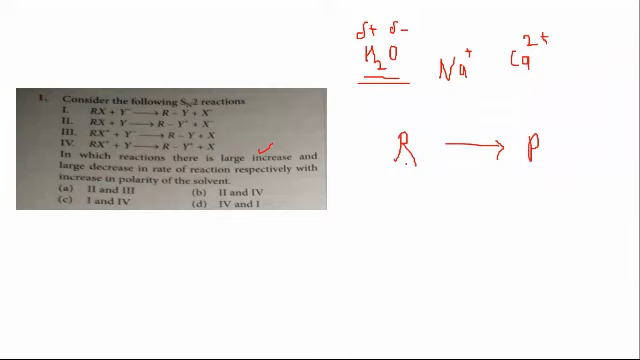 1. Consider the following SN2 reactions
I. RX + Y⁻ ⟶ R – Y + X⁻
II. RX + Y ⟶ R – Y⁺ + X⁻
III. RX⁺ + Y⁻ ⟶ R – Y + X
IV. RX⁺ + Y ⟶ R – Y⁺ + X
In which reactions there is large increase and
large decrease in rate of reaction respectively with
increase in polarity of the solvent.
(a) II and III (b) II and IV
(c) I and IV (d) IV and I
δ+ δ-
H₂O Na⁺ Ca²⁺
R ⟶ P